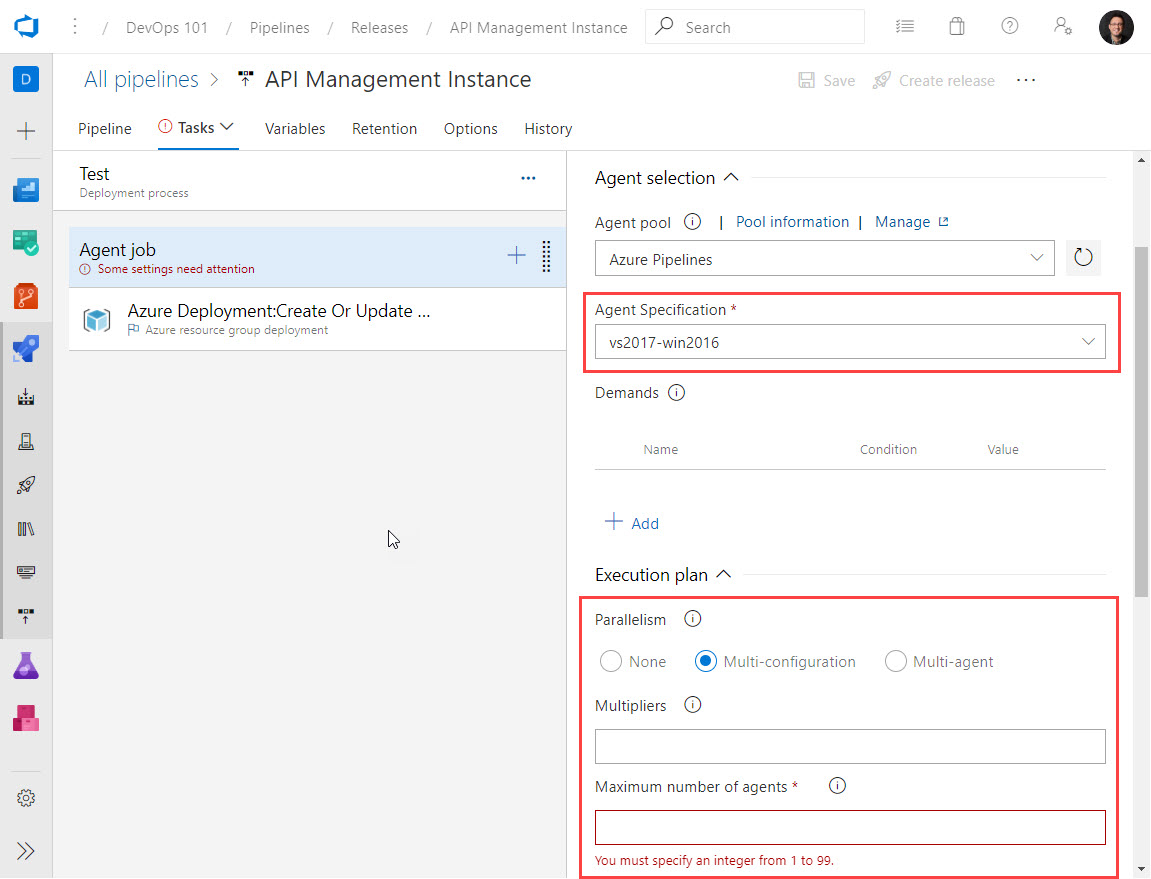 / DevOps 101 / Pipelines / Releases / API Management Instance
Search
D
All pipelines > API Management Instance
Save
Create release
Pipeline
Tasks
Variables
Retention
Options
History
Test
Deployment process
Agent job
Some settings need attention
Azure Deployment:Create Or Update ...
Azure resource group deployment
Agent selection
Agent pool | Pool information | Manage
Azure Pipelines
Agent Specification *
vs2017-win2016
Demands
Name Condition Value
+ Add
Execution plan
Parallelism
None Multi-configuration Multi-agent
Multipliers
Maximum number of agents *
You must specify an integer from 1 to 99.